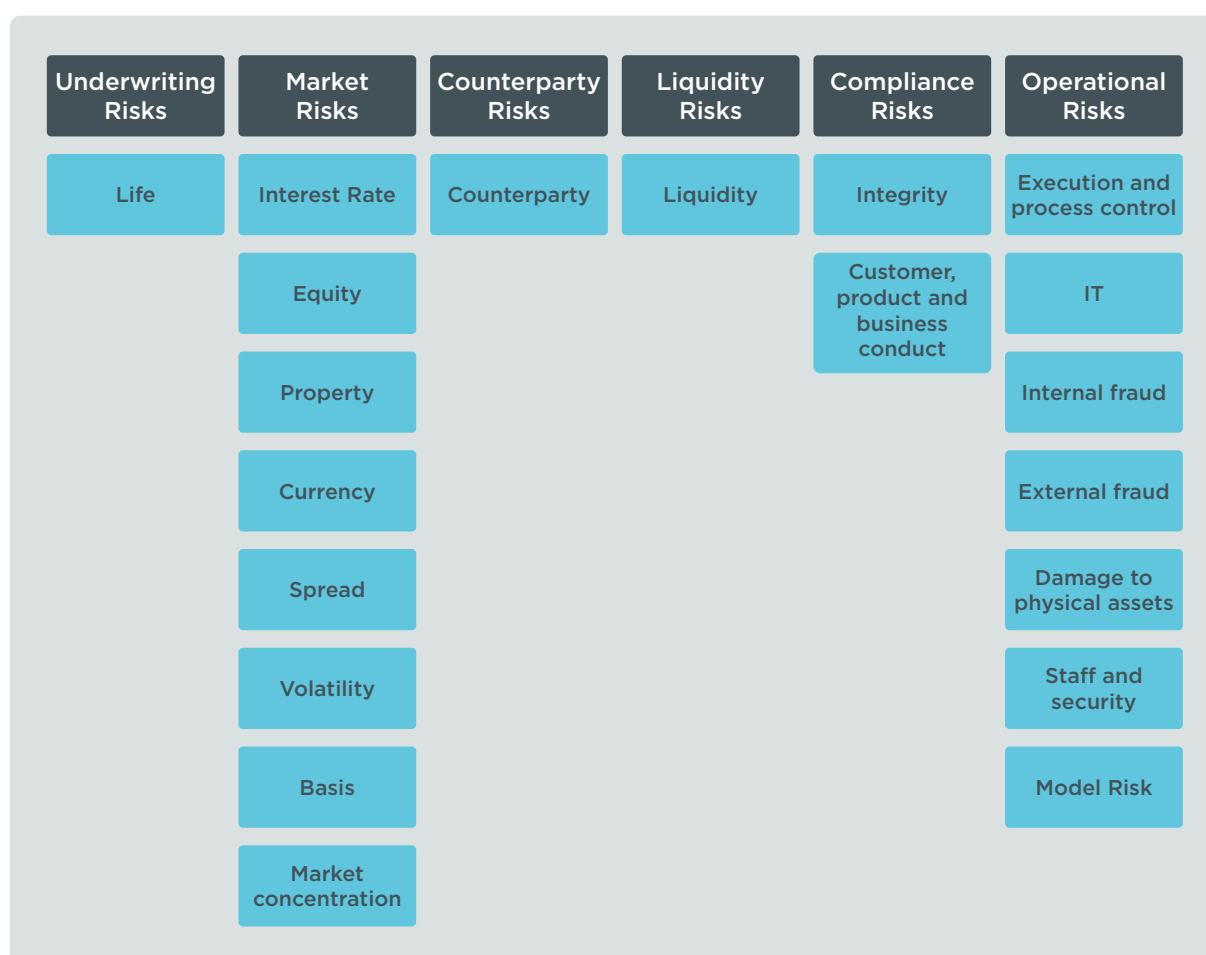 Underwriting
Risks
Market
Risks
Counterparty
Risks
Liquidity
Risks
Compliance
Risks
Operational
Risks
Life
Interest Rate
Counterparty
Liquidity
Integrity
Execution and
process control
Equity
Customer,
product and
business
conduct
IT
Property
Internal fraud
Currency
External fraud
Spread
Damage to
physical assets
Volatility
Staff and
security
Basis
Model Risk
Market
concentration